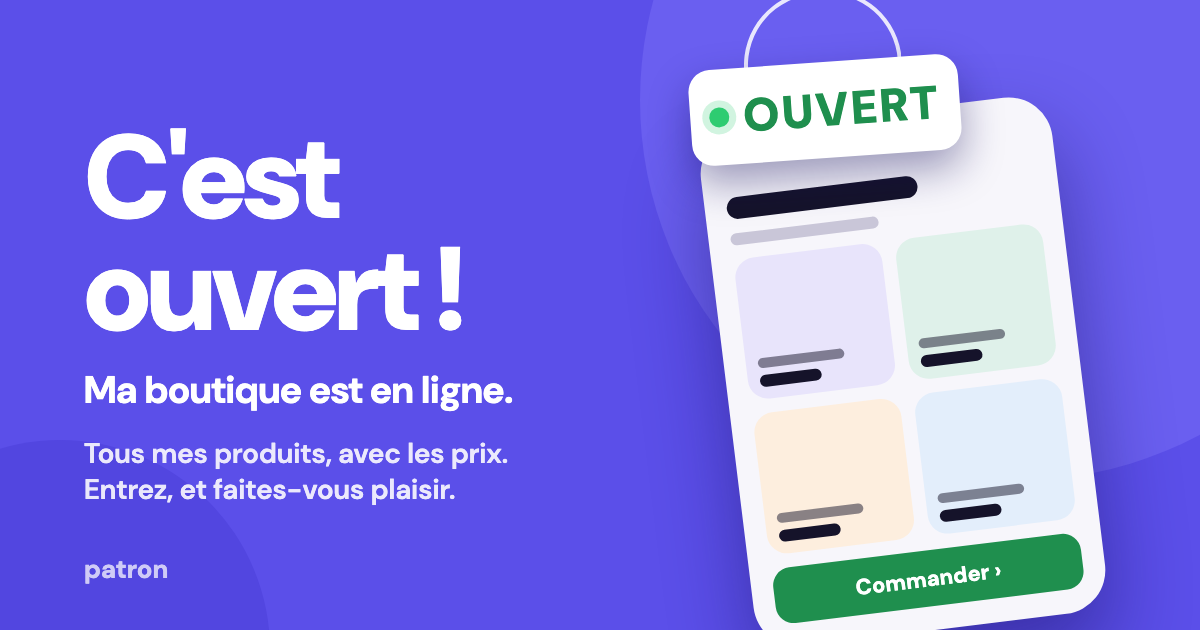 C'est
ouvert !
Ma boutique est en ligne.
Tous mes produits, avec les prix.
Entrez, et faites-vous plaisir.
patron
OUVERT
Commander ›